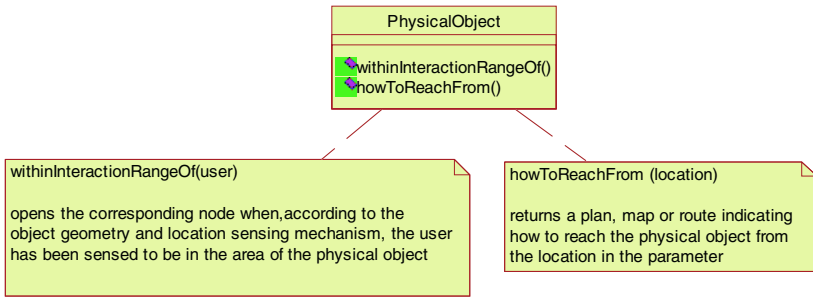 PhysicalObject
withinInteractionRangeOf()
howToReachFrom()
withinInteractionRangeOf(user)
opens the corresponding node when,according to the
object geometry and location sensing mechanism, the user
has been sensed to be in the area of the physical object
howToReachFrom (location)
returns a plan, map or route indicating
how to reach the physical object from
the location in the parameter